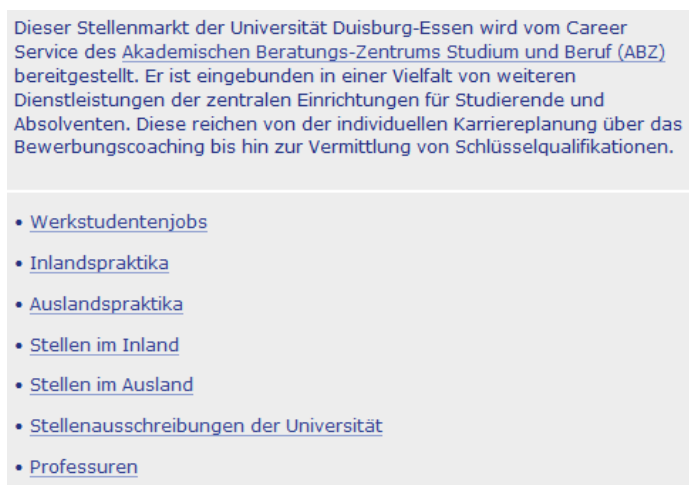 Dieser Stellenmarkt der Universität Duisburg-Essen wird vom Career
Service des Akademischen Beratungs-Zentrums Studium und Beruf (ABZ)
bereitgestellt. Er ist eingebunden in einer Vielfalt von weiteren
Dienstleistungen der zentralen Einrichtungen für Studierende und
Absolventen. Diese reichen von der individuellen Karriereplanung über das
Bewerbungscoaching bis hin zur Vermittlung von Schlüsselqualifikationen.
• Werkstudentenjobs
• Inlandspraktika
• Auslandspraktika
• Stellen im Inland
• Stellen im Ausland
• Stellenausschreibungen der Universität
• Professuren